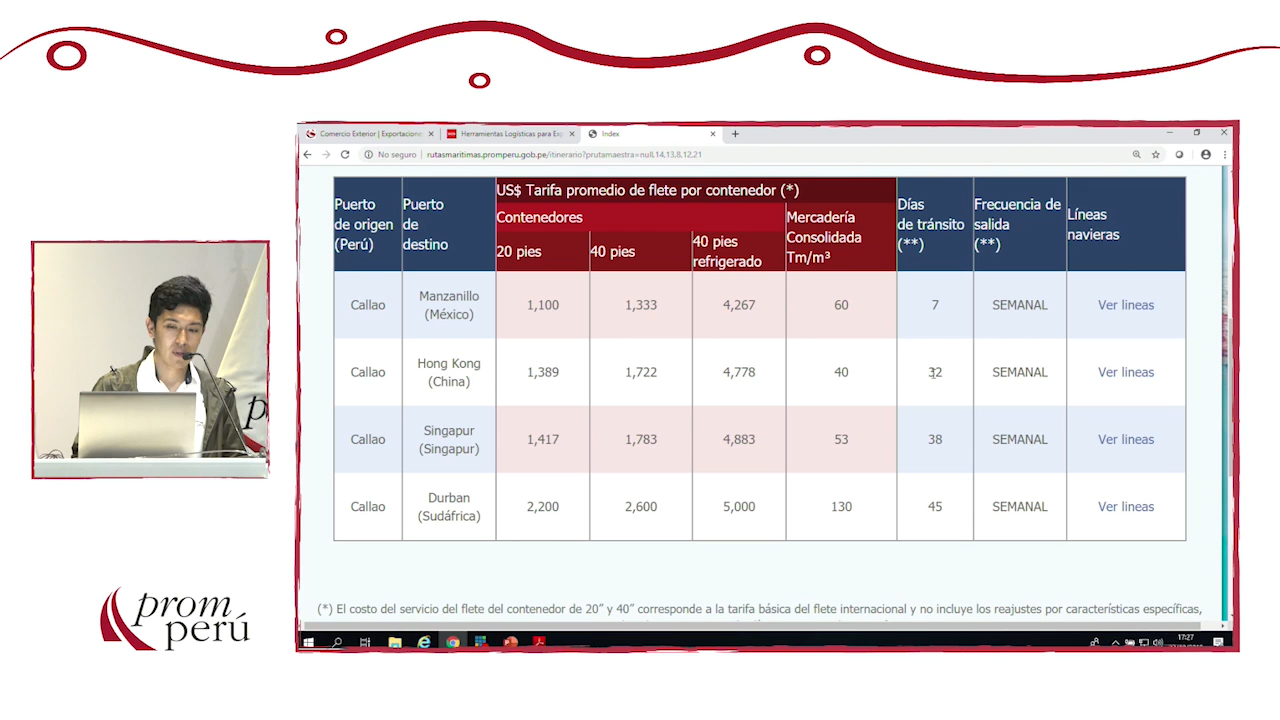 Comercio Exterior | Exportacione
Herramientas Logísticas para Ex
Index
No seguro | rutasmaritimas.promperu.gob.pe/itinerario?prutamaestra=null,14,13,8,12,21
Puerto de origen (Perú)
Puerto de destino
US$ Tarifa promedio de flete por contenedor (*)
Contenedores
20 pies
40 pies
40 pies refrigerado
Mercadería Consolidada Tm/m³
Días de tránsito (**)
Frecuencia de salida (**)
Líneas navieras
Callao Manzanillo (México) 1,100 1,333 4,267 60 7 SEMANAL Ver lineas
Callao Hong Kong (China) 1,389 1,722 4,778 40 32 SEMANAL Ver lineas
Callao Singapur (Singapur) 1,417 1,783 4,883 53 38 SEMANAL Ver lineas
Callao Durban (Sudáfrica) 2,200 2,600 5,000 130 45 SEMANAL Ver lineas
(*) El costo del servicio del flete del contenedor de 20” y 40” corresponde a la tarifa básica del flete internacional y no incluye los reajustes por características específicas,
17:27
p
prom
perú